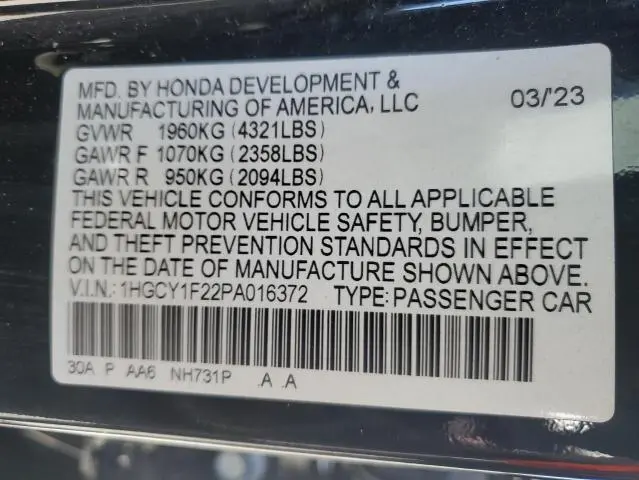 MFD. BY HONDA DEVELOPMENT &
MANUFACTURING OF AMERICA, LLC 03/'23
GVWR 1960KG (4321LBS)
GAWR F 1070KG (2358LBS)
GAWR R 950KG (2094LBS)
THIS VEHICLE CONFORMS TO ALL APPLICABLE
FEDERAL MOTOR VEHICLE SAFETY, BUMPER,
AND THEFT PREVENTION STANDARDS IN EFFECT
ON THE DATE OF MANUFACTURE SHOWN ABOVE.
V.I.N.:1HGCY1F22PA016372 TYPE:PASSENGER CAR
30A P AA6 NH731P .A .A